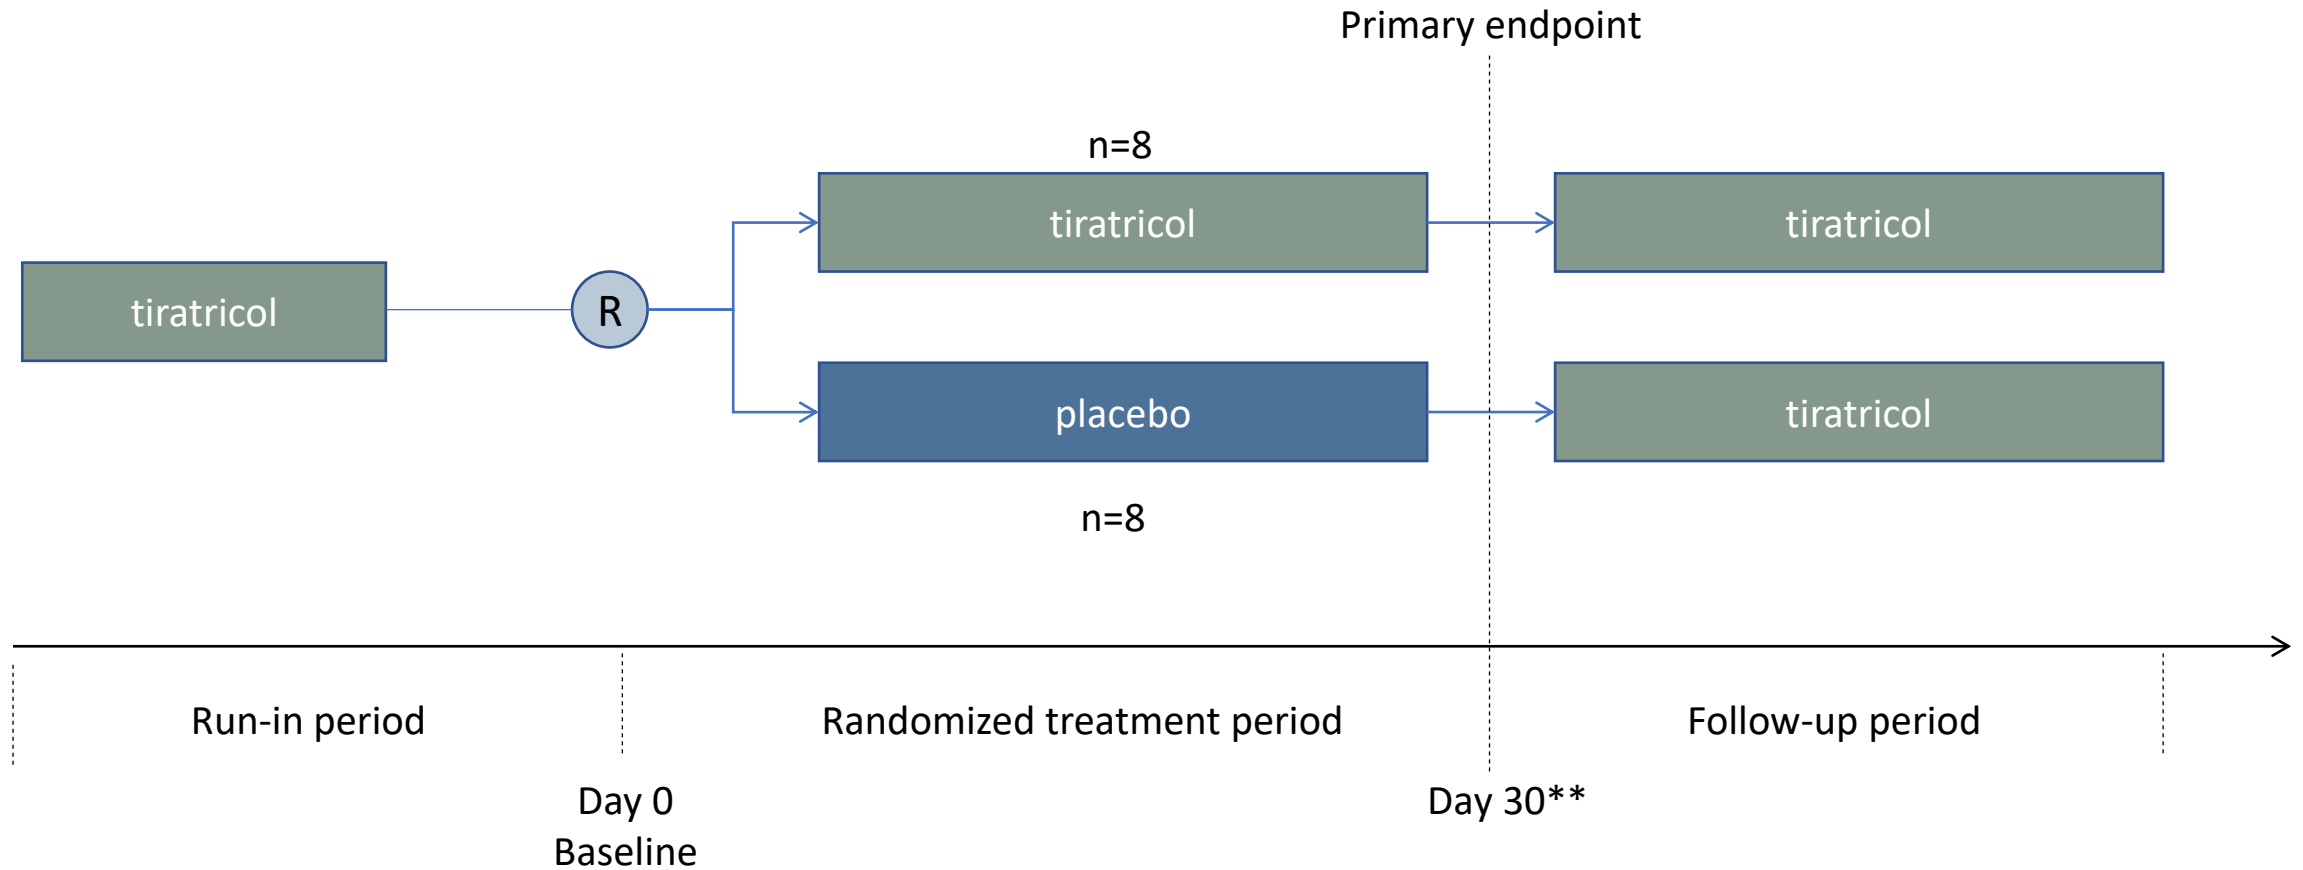 Primary endpoint
n=8
tiratricol
tiratricol
tiratricol
R
placebo
tiratricol
n=8
Run-in period
Randomized treatment period
Follow-up period
Day 0
Baseline
Day 30**